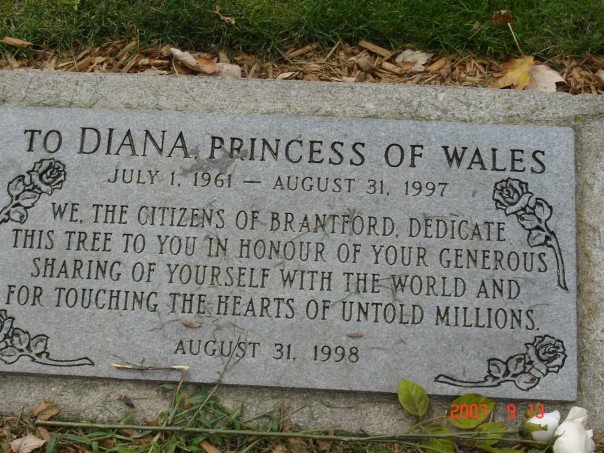 TO DIANA, PRINCESS OF WALES
JULY 1, 1961 — AUGUST 31, 1997
WE, THE CITIZENS OF BRANTFORD, DEDICATE
THIS TREE TO YOU IN HONOUR OF YOUR GENEROUS
SHARING OF YOURSELF WITH THE WORLD AND
FOR TOUCHING THE HEARTS OF UNTOLD MILLIONS.
AUGUST 31, 1998
2007 9 13